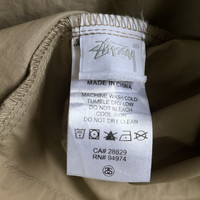 Stüssy
MADE IN CHINA
MACHINE WASH COLD
TUMBLE DRY LOW
DO NOT BLEACH
COOL IRON
DO NOT DRY CLEAN
CA# 28829
RN# 94974